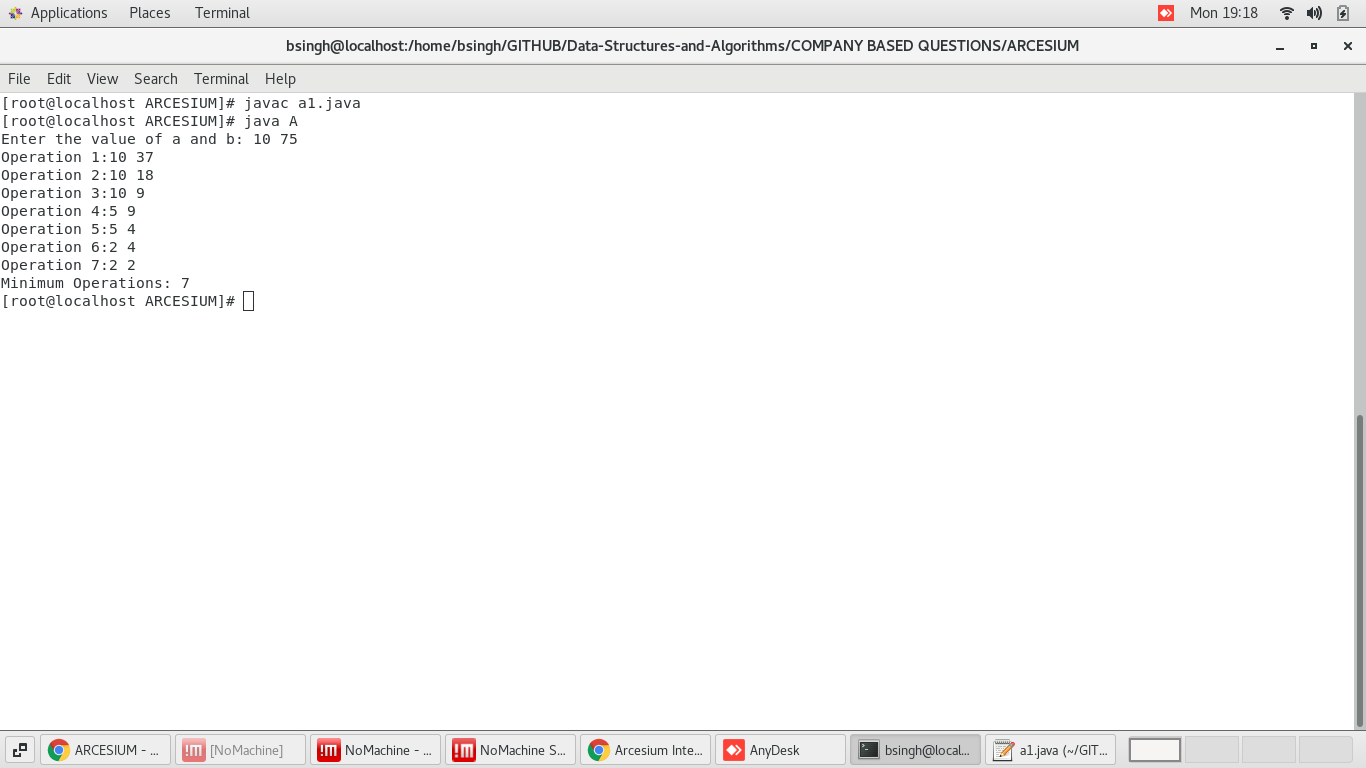 Applications Places Terminal Mon 19:18
bsingh@localhost:/home/bsingh/GITHUB/Data-Structures-and-Algorithms/COMPANY BASED QUESTIONS/ARCESIUM
File Edit View Search Terminal Help
[root@localhost ARCESIUM]# javac a1.java
[root@localhost ARCESIUM]# java A
Enter the value of a and b: 10 75
Operation 1:10 37
Operation 2:10 18
Operation 3:10 9
Operation 4:5 9
Operation 5:5 4
Operation 6:2 4
Operation 7:2 2
Minimum Operations: 7
[root@localhost ARCESIUM]#
ARCESIUM - ... [NoMachine] NoMachine - ... NoMachine S... Arcesium Inte... AnyDesk bsingh@local... a1.java (~/GIT...